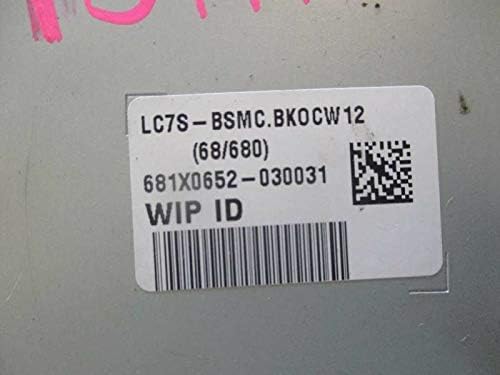 LC7S-BSMC.BKOCW12
(68/680)
681X0652-030031
WIP ID